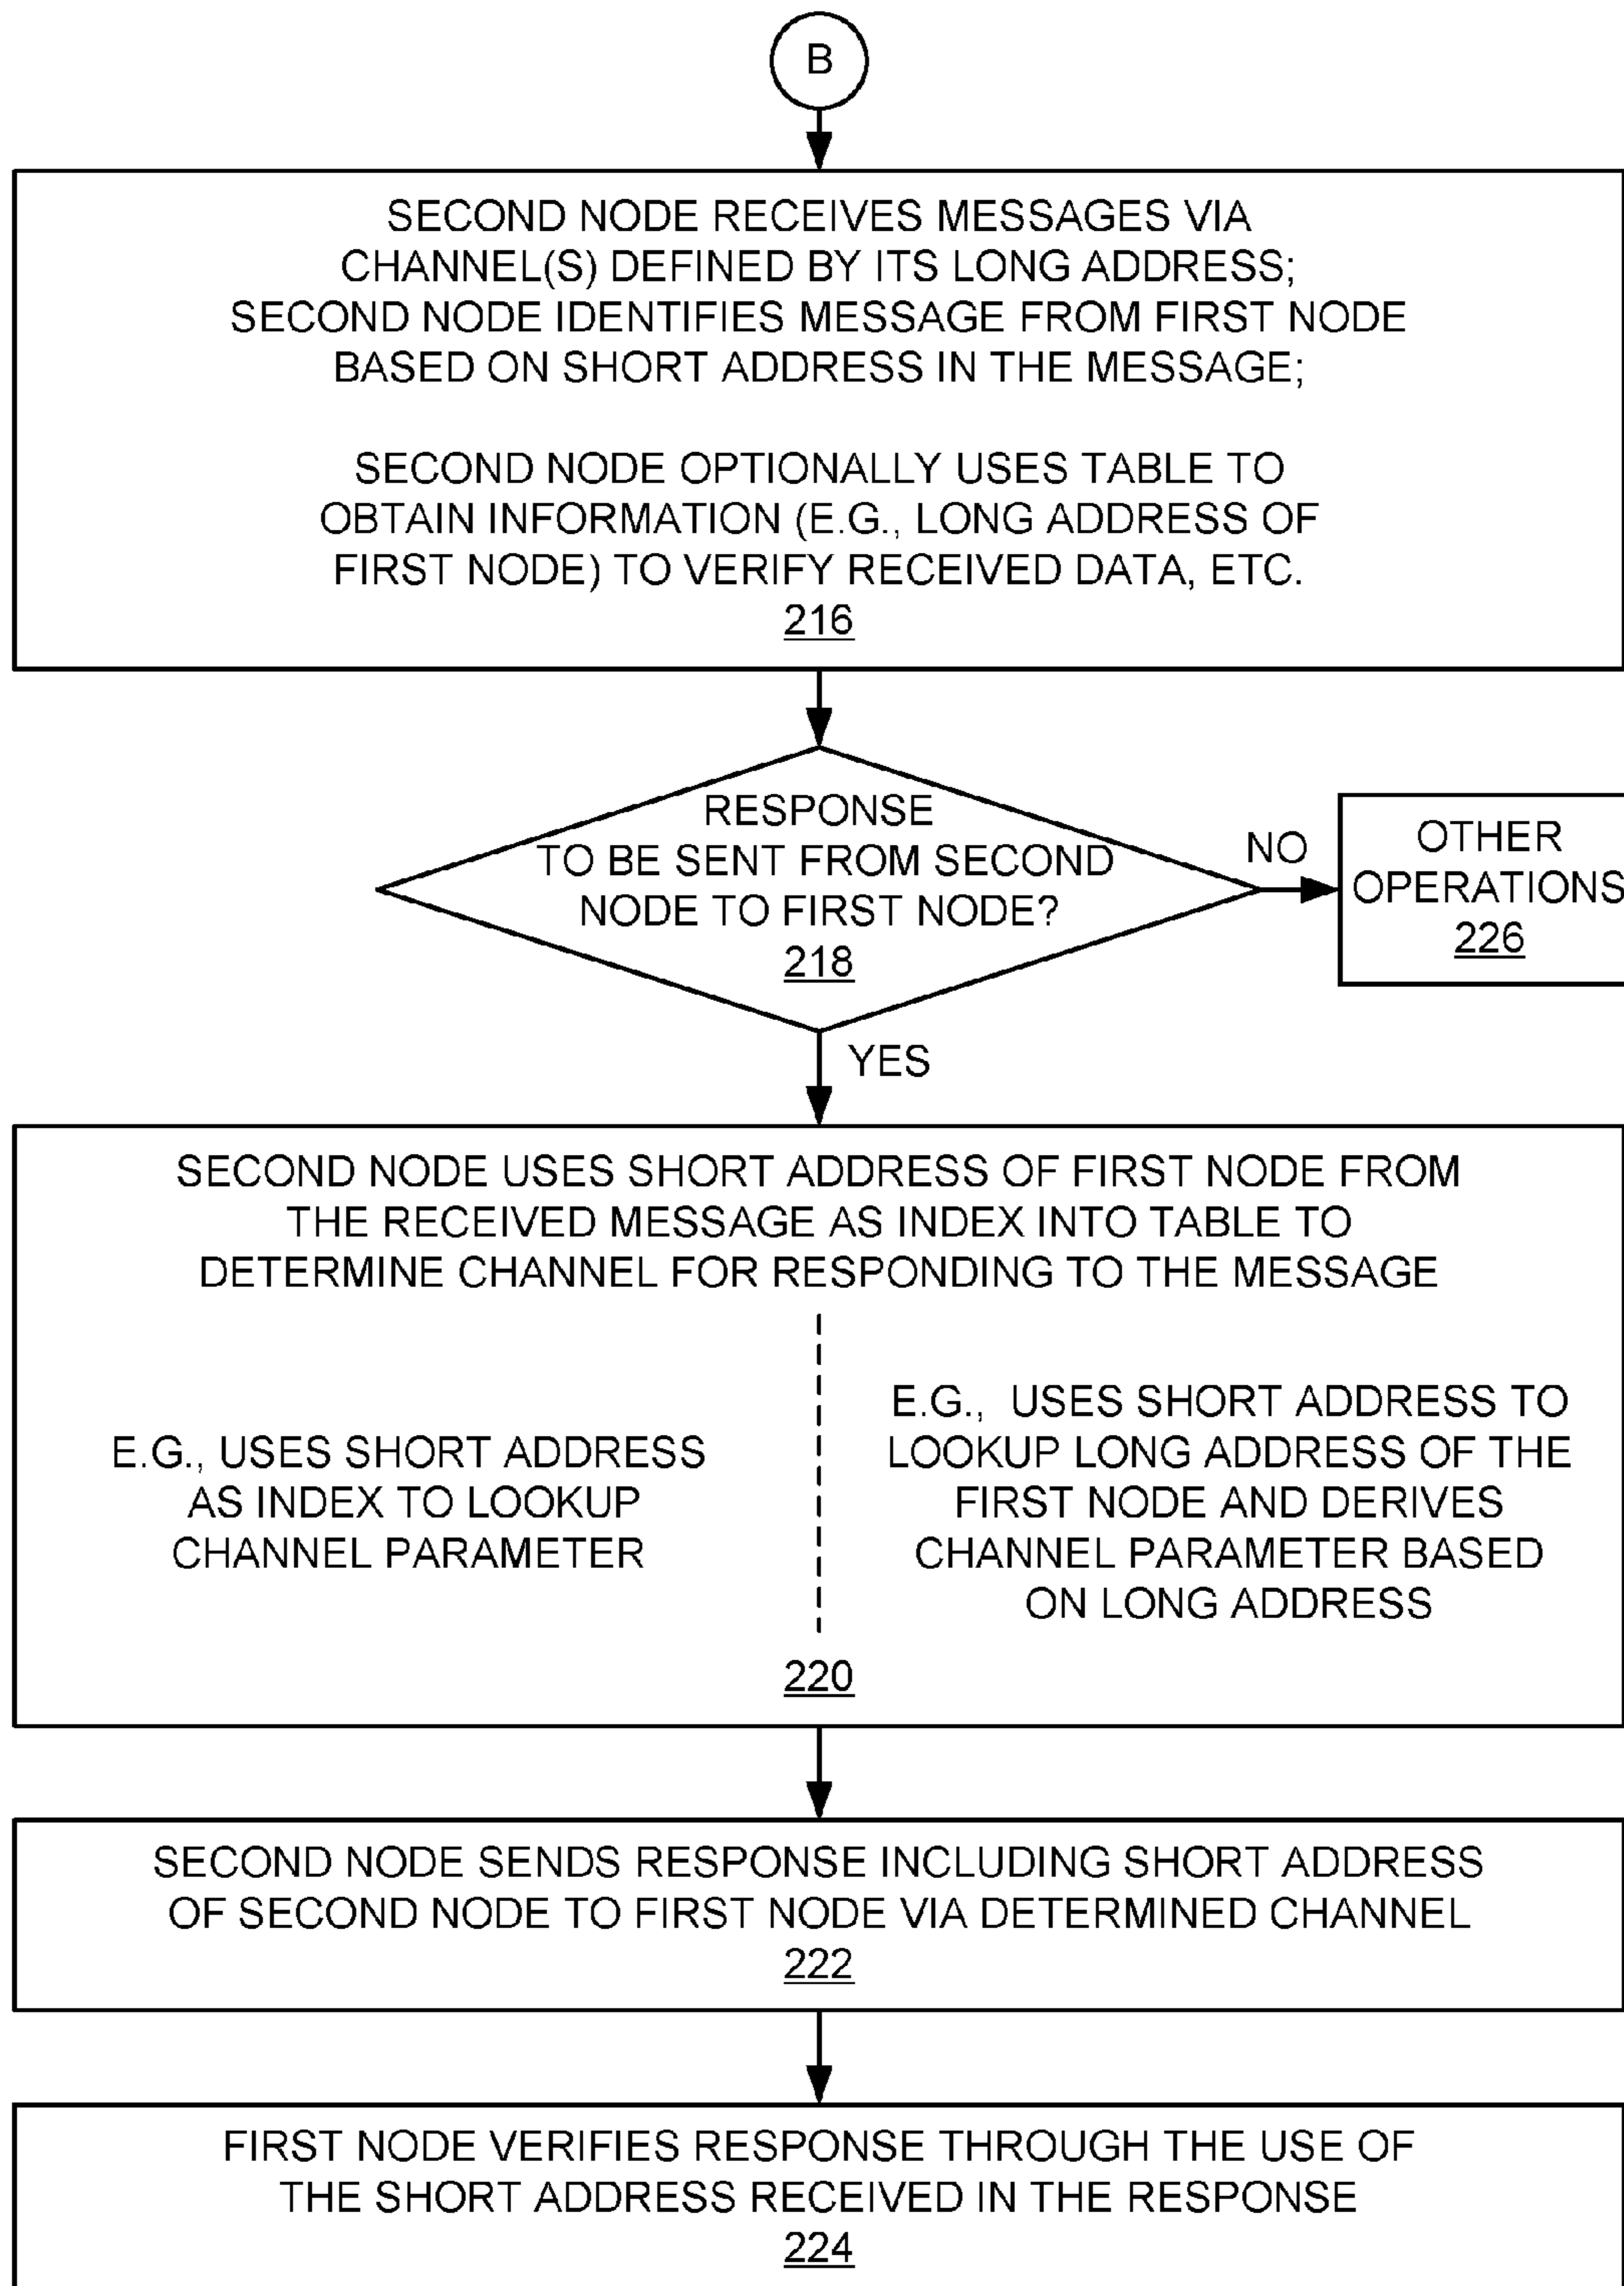 B
SECOND NODE RECEIVES MESSAGES VIA
CHANNEL(S) DEFINED BY ITS LONG ADDRESS;
SECOND NODE IDENTIFIES MESSAGE FROM FIRST NODE
BASED ON SHORT ADDRESS IN THE MESSAGE;
SECOND NODE OPTIONALLY USES TABLE TO
OBTAIN INFORMATION (E.G., LONG ADDRESS OF
FIRST NODE) TO VERIFY RECEIVED DATA, ETC.
216
RESPONSE
TO BE SENT FROM SECOND
NODE TO FIRST NODE?
218
NO
OTHER
OPERATIONS
226
YES
SECOND NODE USES SHORT ADDRESS OF FIRST NODE FROM
THE RECEIVED MESSAGE AS INDEX INTO TABLE TO
DETERMINE CHANNEL FOR RESPONDING TO THE MESSAGE
E.G., USES SHORT ADDRESS
AS INDEX TO LOOKUP
CHANNEL PARAMETER
E.G., USES SHORT ADDRESS TO
LOOKUP LONG ADDRESS OF THE
FIRST NODE AND DERIVES
CHANNEL PARAMETER BASED
ON LONG ADDRESS
220
SECOND NODE SENDS RESPONSE INCLUDING SHORT ADDRESS
OF SECOND NODE TO FIRST NODE VIA DETERMINED CHANNEL
222
FIRST NODE VERIFIES RESPONSE THROUGH THE USE OF
THE SHORT ADDRESS RECEIVED IN THE RESPONSE
224